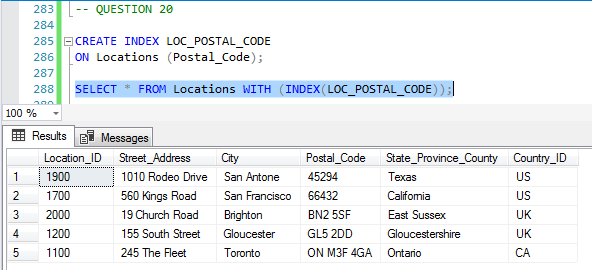 283 -- QUESTION 20
284
285 CREATE INDEX LOC_POSTAL_CODE
286 ON Locations (Postal_Code);
287
288 SELECT * FROM Locations WITH (INDEX(LOC_POSTAL_CODE));
100 %
Results Messages
Location_ID Street_Address City Postal_Code State_Province_County Country_ID
1 1900 1010 Rodeo Drive San Antone 45294 Texas US
2 1700 560 Kings Road San Francisco 66432 California US
3 2000 19 Church Road Brighton BN2 5SF East Sussex UK
4 1200 155 South Street Gloucester GL5 2DD Gloucestershire UK
5 1100 245 The Fleet Toronto ON M3F 4GA Ontario CA